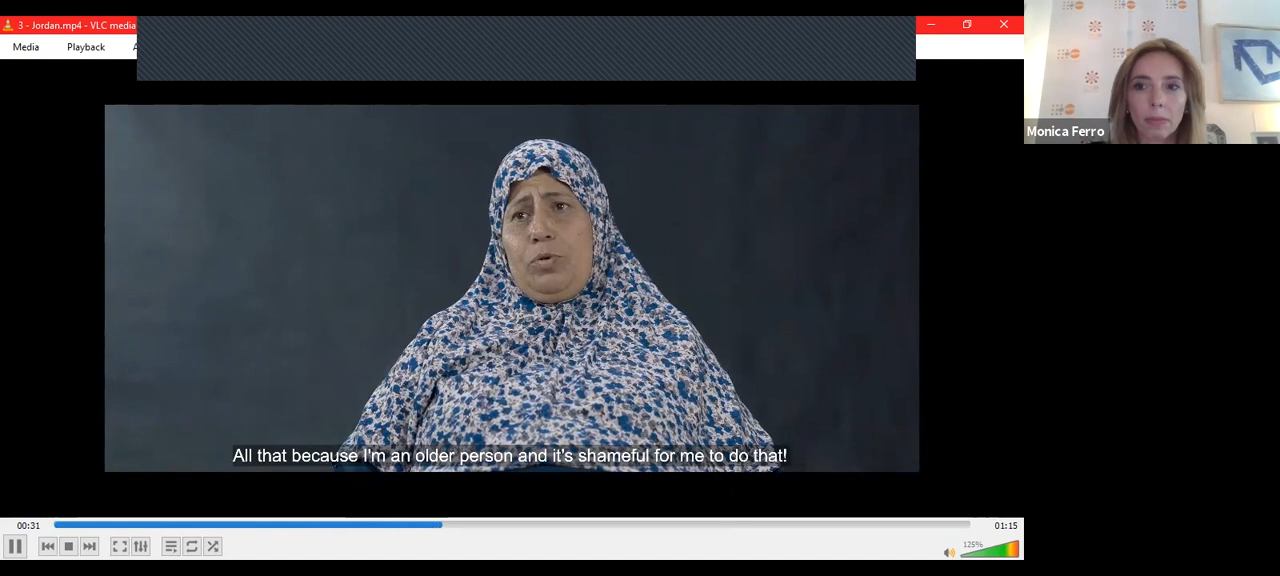 3 - Jordan.mp4 - VLC media
Media
Playback
Monica Ferro
All that because I'm an older person and it's shameful for me to do that!
00:31
01:15
125%